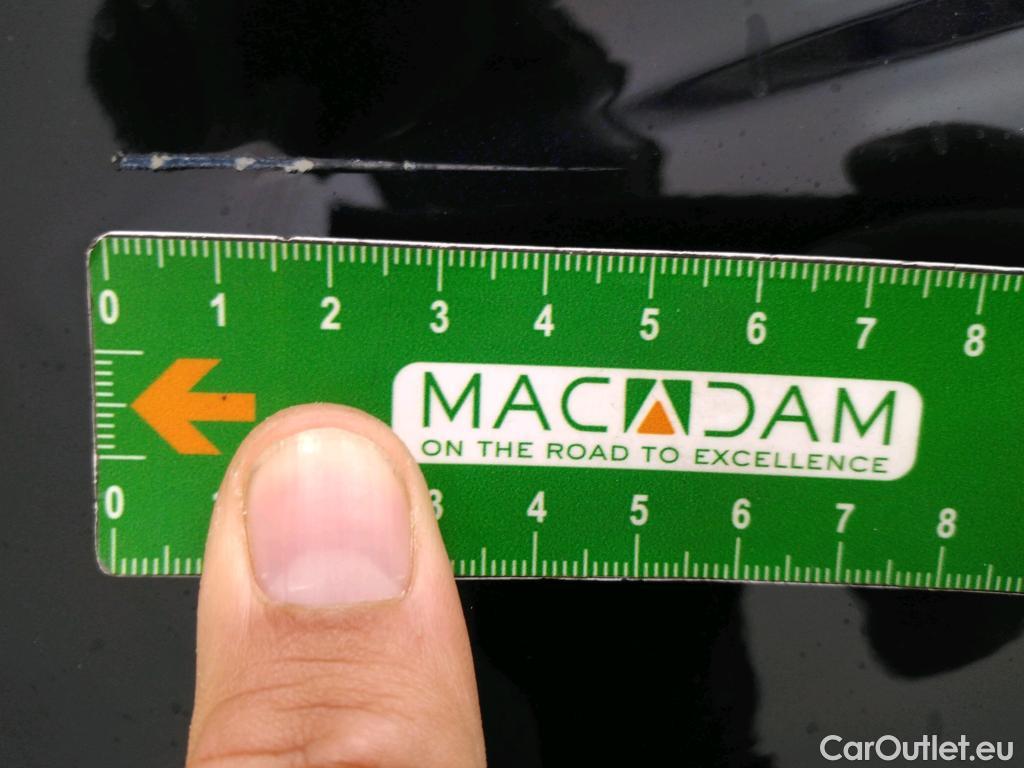 0 1 2 3 4 5 6 7 8
MACADAM
ON THE ROAD TO EXCELLENCE
0 3 4 5 6 7 8
CarOutlet.eu